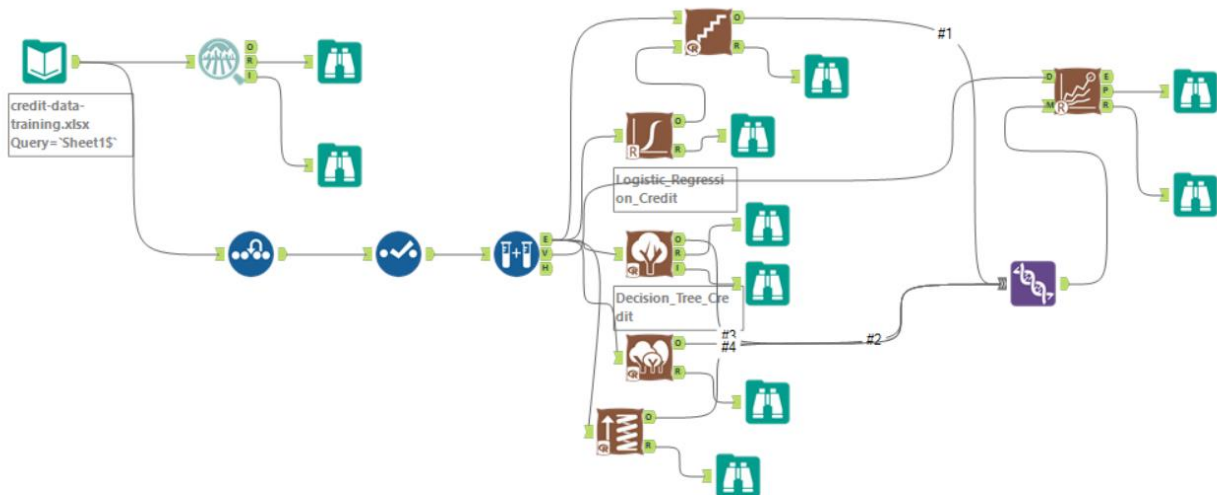 O
R
I
credit-data-
training.xlsx
Query=`Sheet1$`
O
R
#1
D
M
R
E
P
R
R
O
R
Logistic_Regressi
on_Credit
E
V
H
O
R
I
Decision_Tree_Cre
dit
#3
#4
#2
O
R
O
R